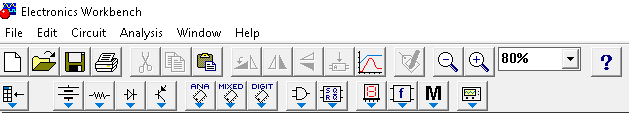 Electronics Workbench
File Edit Circuit Analysis Window Help
80% ?
ANA MIXED DIGIT S Q R Q f M